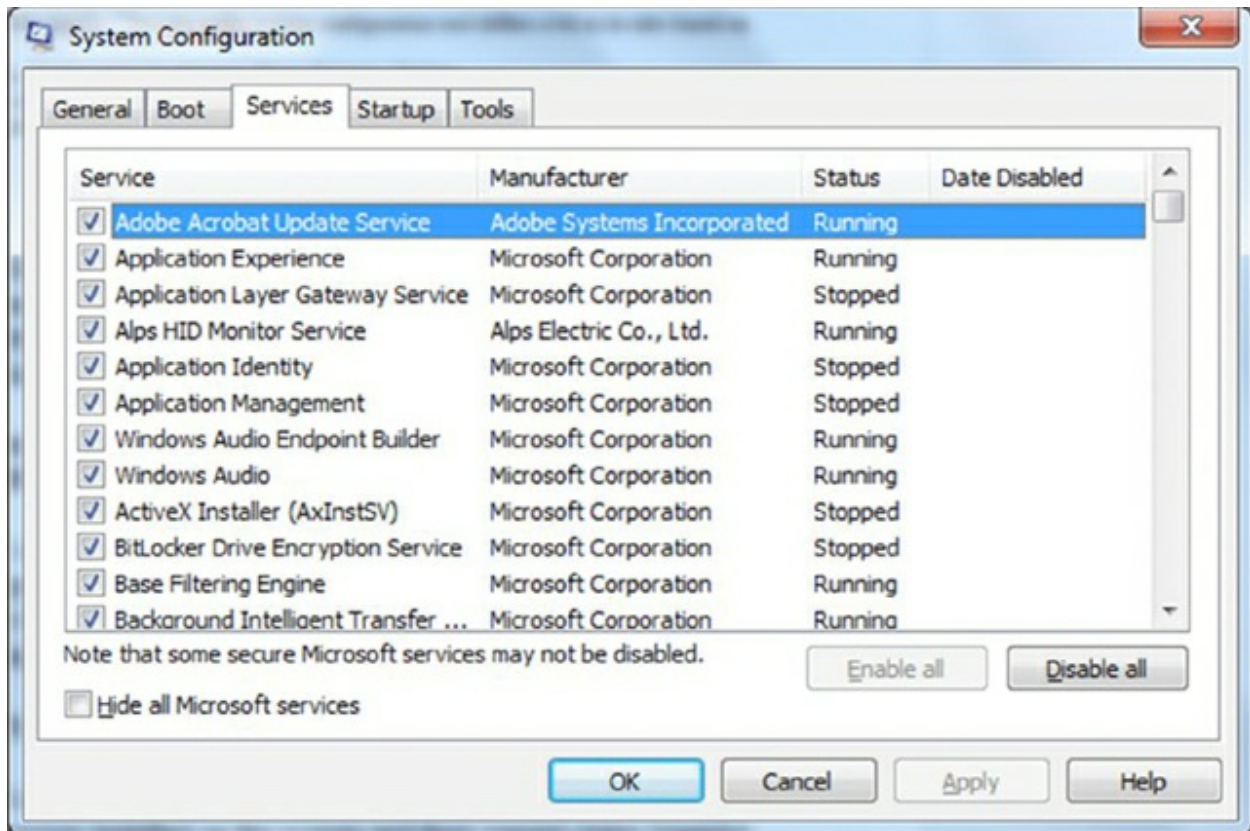 System Configuration
General Boot Services Startup Tools
Service Manufacturer Status Date Disabled
Adobe Acrobat Update Service Adobe Systems Incorporated Running
Application Experience Microsoft Corporation Running
Application Layer Gateway Service Microsoft Corporation Stopped
Alps HID Monitor Service Alps Electric Co., Ltd. Running
Application Identity Microsoft Corporation Stopped
Application Management Microsoft Corporation Stopped
Windows Audio Endpoint Builder Microsoft Corporation Running
Windows Audio Microsoft Corporation Running
ActiveX Installer (AxInstSV) Microsoft Corporation Stopped
BitLocker Drive Encryption Service Microsoft Corporation Stopped
Base Filtering Engine Microsoft Corporation Running
Background Intelligent Transfer ... Microsoft Corporation Running
Note that some secure Microsoft services may not be disabled.
Enable all Disable all
Hide all Microsoft services
OK Cancel Apply Help